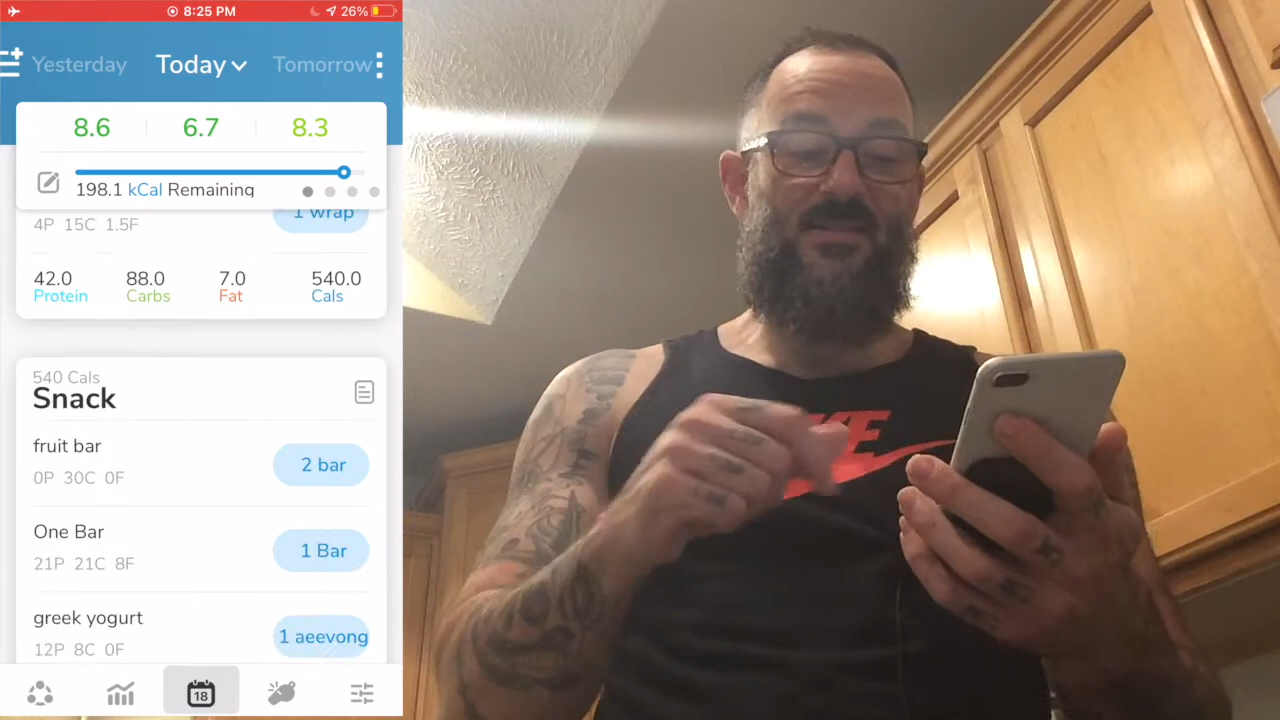 8:25 PM 26%
Yesterday Today Tomorrow
8.6 6.7 8.3
198.1 kCal Remaining
1 wrap
4P 15C 1.5F
42.0 88.0 7.0 540.0
Protein Carbs Fat Cals
540 Cals
Snack
fruit bar
2 bar
0P 30C 0F
One Bar
1 Bar
21P 21C 8F
greek yogurt
1 aeevong
12P 8C 0F
18